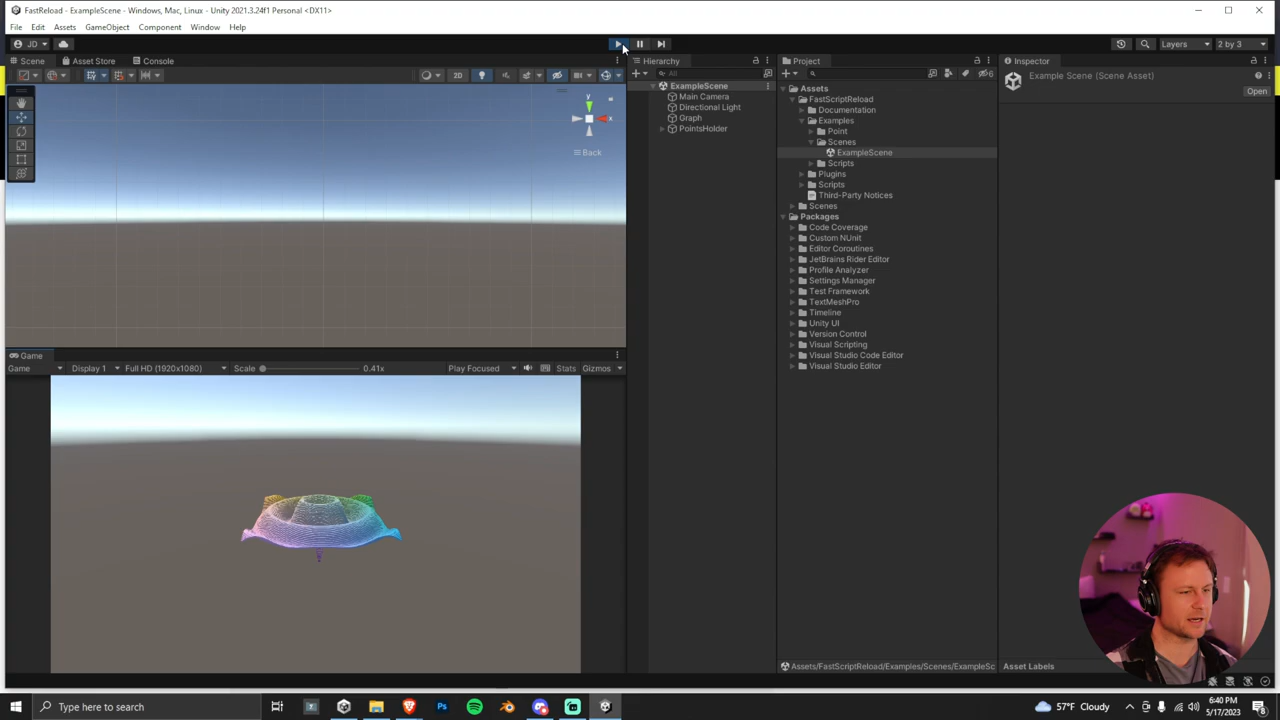 FastReload - ExampleScene - Windows, Mac, Linux - Unity 2021.3.24f1 Personal <DX11>
File Edit Assets GameObject Component Window Help
JD
Layers 2 by 3
Scene Asset Store Console
2D
Back
Game
Game Display 1 Full HD (1920x1080) Scale 0.41x Play Focused Stats Gizmos
Hierarchy
All
ExampleScene
Main Camera
Directional Light
Graph
PointsHolder
Project
6
Assets
FastScriptReload
Documentation
Examples
Point
Scenes
ExampleScene
Scripts
Plugins
Scripts
Third-Party Notices
Scenes
Packages
Code Coverage
Custom NUnit
Editor Coroutines
JetBrains Rider Editor
Profile Analyzer
Settings Manager
Test Framework
TextMeshPro
Timeline
Unity UI
Version Control
Visual Scripting
Visual Studio Code Editor
Visual Studio Editor
Assets/FastScriptReload/Examples/Scenes/ExampleSc
Inspector
Example Scene (Scene Asset)
Open
Asset Labels
Type here to search
57°F Cloudy
6:40 PM
5/17/2023